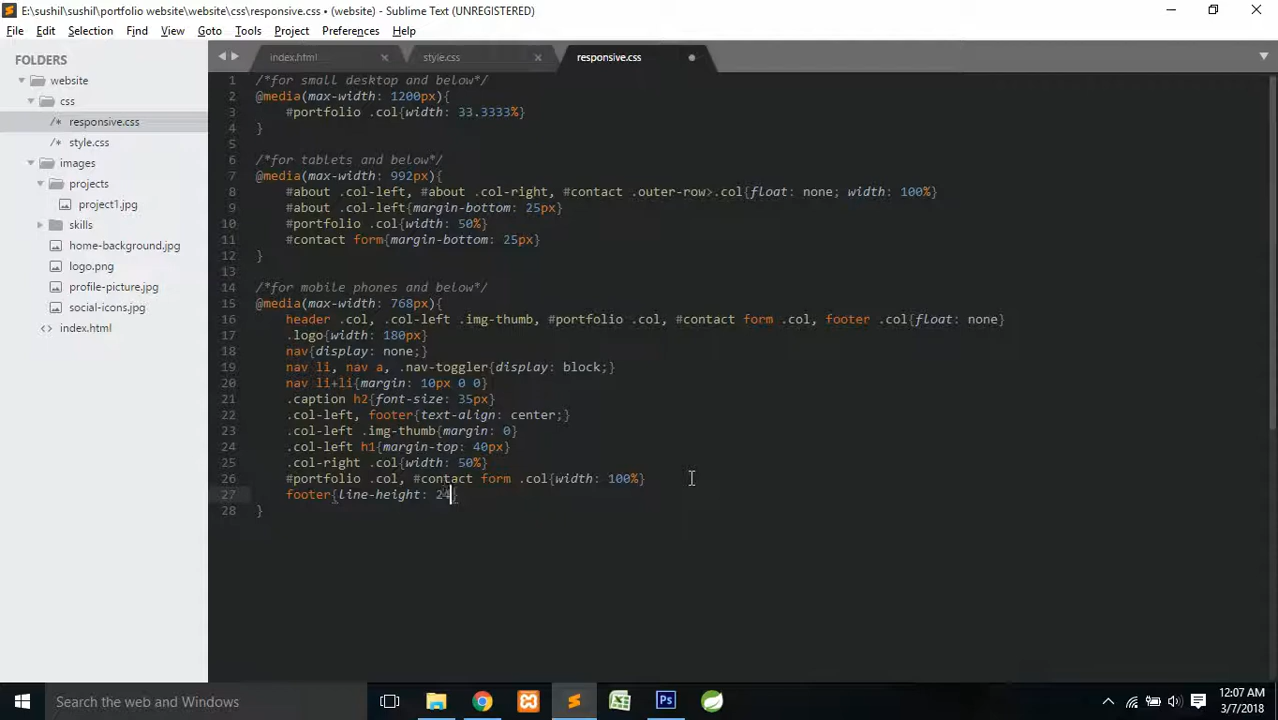 E:\sushil\sushil\portfolio website\website\css\responsive.css • (website) - Sublime Text (UNREGISTERED)
File Edit Selection Find View Goto Tools Project Preferences Help
FOLDERS
website
css
/* responsive.css
/* style.css
images
projects
project1.jpg
skills
home-background.jpg
logo.png
profile-picture.jpg
social-icons.jpg
<> index.html
index.html style.css responsive.css
1 /*for small desktop and below*/
2 @media(max-width: 1200px){
3 #portfolio .col{width: 33.3333%}
4 }
5
6 /*for tablets and below*/
7 @media(max-width: 992px){
8 #about .col-left, #about .col-right, #contact .outer-row>.col{float: none; width: 100%}
9 #about .col-left{margin-bottom: 25px}
10 #portfolio .col{width: 50%}
11 #contact form{margin-bottom: 25px}
12 }
13
14 /*for mobile phones and below*/
15 @media(max-width: 768px){
16 header .col, .col-left .img-thumb, #portfolio .col, #contact form .col, footer .col{float: none}
17 .logo{width: 180px}
18 nav{display: none;}
19 nav li, nav a, .nav-toggler{display: block;}
20 nav li+li{margin: 10px 0 0}
21 .caption h2{font-size: 35px}
22 .col-left, footer{text-align: center;}
23 .col-left .img-thumb{margin: 0}
24 .col-left h1{margin-top: 40px}
25 .col-right .col{width: 50%}
26 #portfolio .col, #contact form .col{width: 100%}
27 footer{line-height: 24}
28 }
Search the web and Windows
12:07 AM
3/7/2018